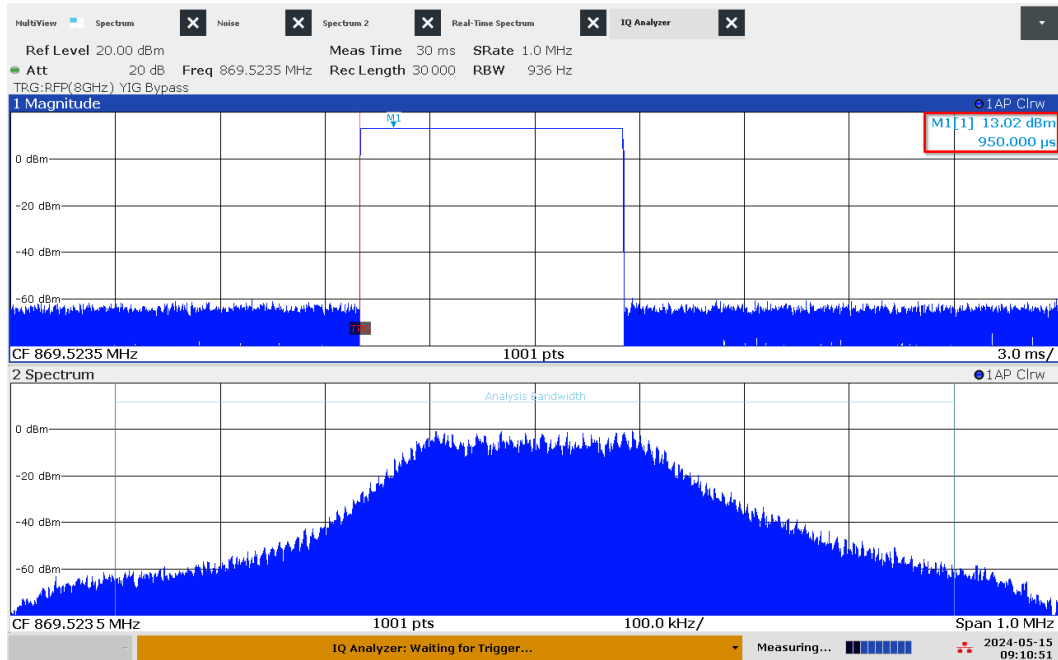 MultiView Spectrum Noise Spectrum 2 Real-Time Spectrum IQ Analyzer
Ref Level 20.00 dBm Meas Time 30 ms SRate 1.0 MHz
Att 20 dB Freq 869.5235 MHz Rec Length 30 000 RBW 936 Hz
TRG:RFP(8GHz) YIG Bypass
1 Magnitude 1AP Clrw
M1
M1[1] 13.02 dBm
950.000 µs
0 dBm
-20 dBm
-40 dBm
-60 dBm
CF 869.5235 MHz 1001 pts 3.0 ms/
2 Spectrum 1AP Clrw
Analysis Bandwidth
0 dBm
-20 dBm
-40 dBm
-60 dBm
CF 869.5235 MHz 1001 pts 100.0 kHz/ Span 1.0 MHz
IQ Analyzer: Waiting for Trigger... Measuring... 2024-05-15
09:10:51